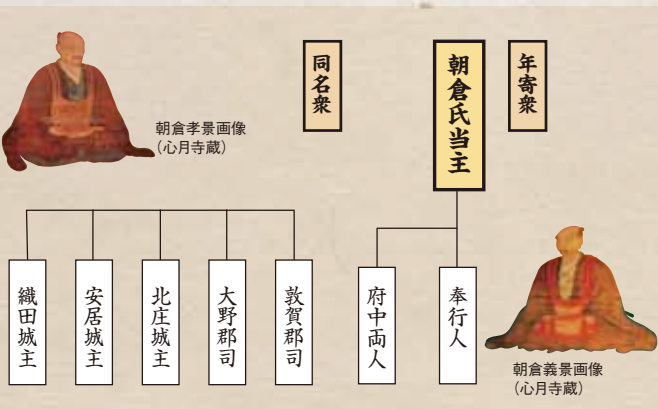 年寄衆
朝倉氏当主
同名衆
朝倉孝景画像
（心月寺蔵）
奉行人
府中両人
敦賀郡司
大野郡司
北庄城主
安居城主
織田城主
朝倉義景画像
（心月寺蔵）